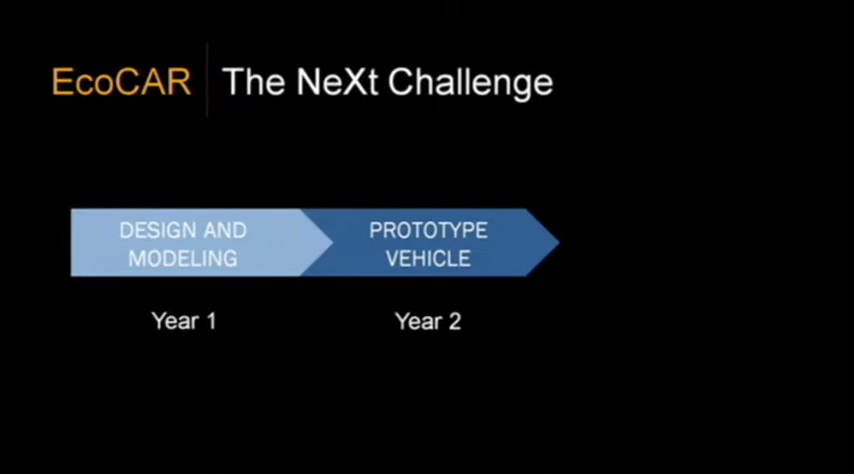 EcoCAR The NeXt Challenge
DESIGN AND
MODELING
PROTOTYPE
VEHICLE
Year 1
Year 2